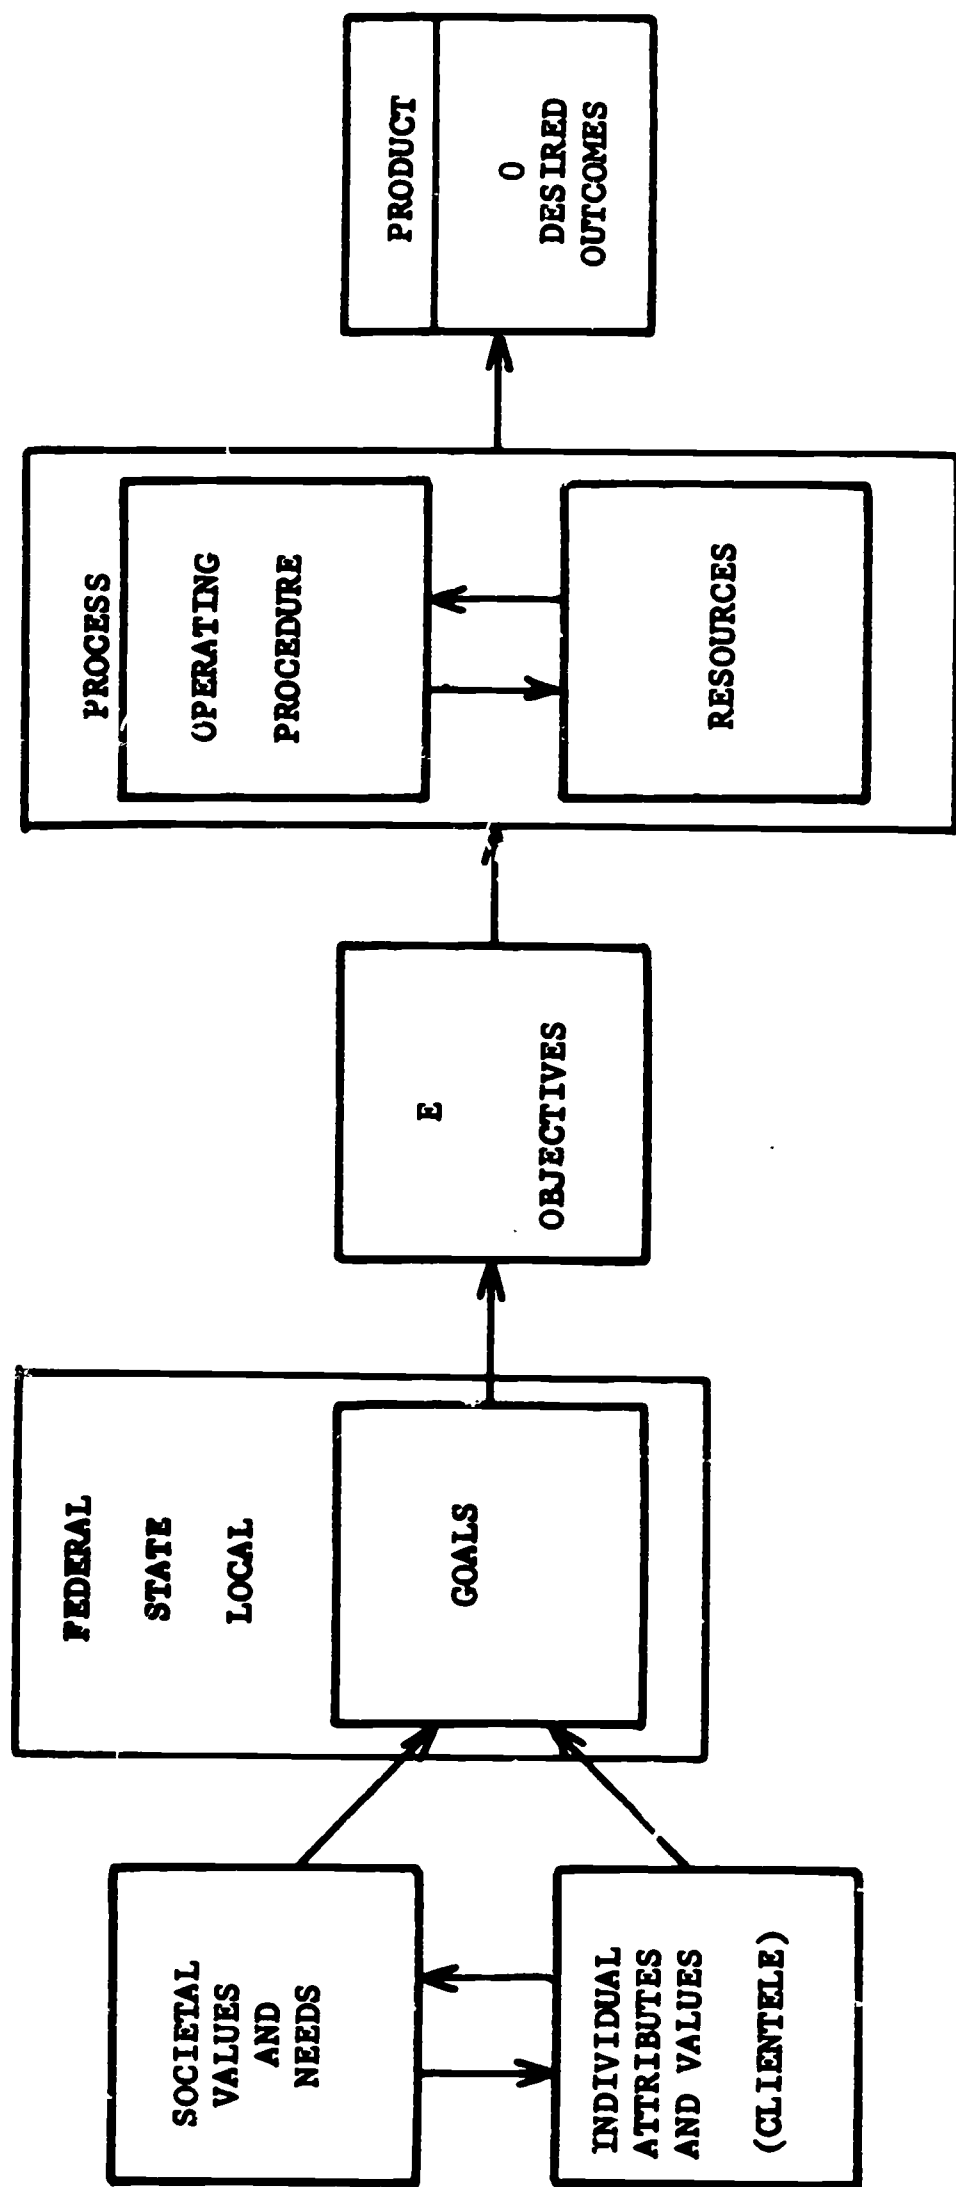 SOCIETAL
VALUES
AND
NEEDS
INDIVIDUAL
ATTRIBUTES
AND VALUES
(CLIENTELE)
FEDERAL
STATE
LOCAL
GOALS
E
OBJECTIVES
PROCESS
OPERATING
PROCEDURE
RESOURCES
PRODUCT
O
DESIRED
OUTCOMES